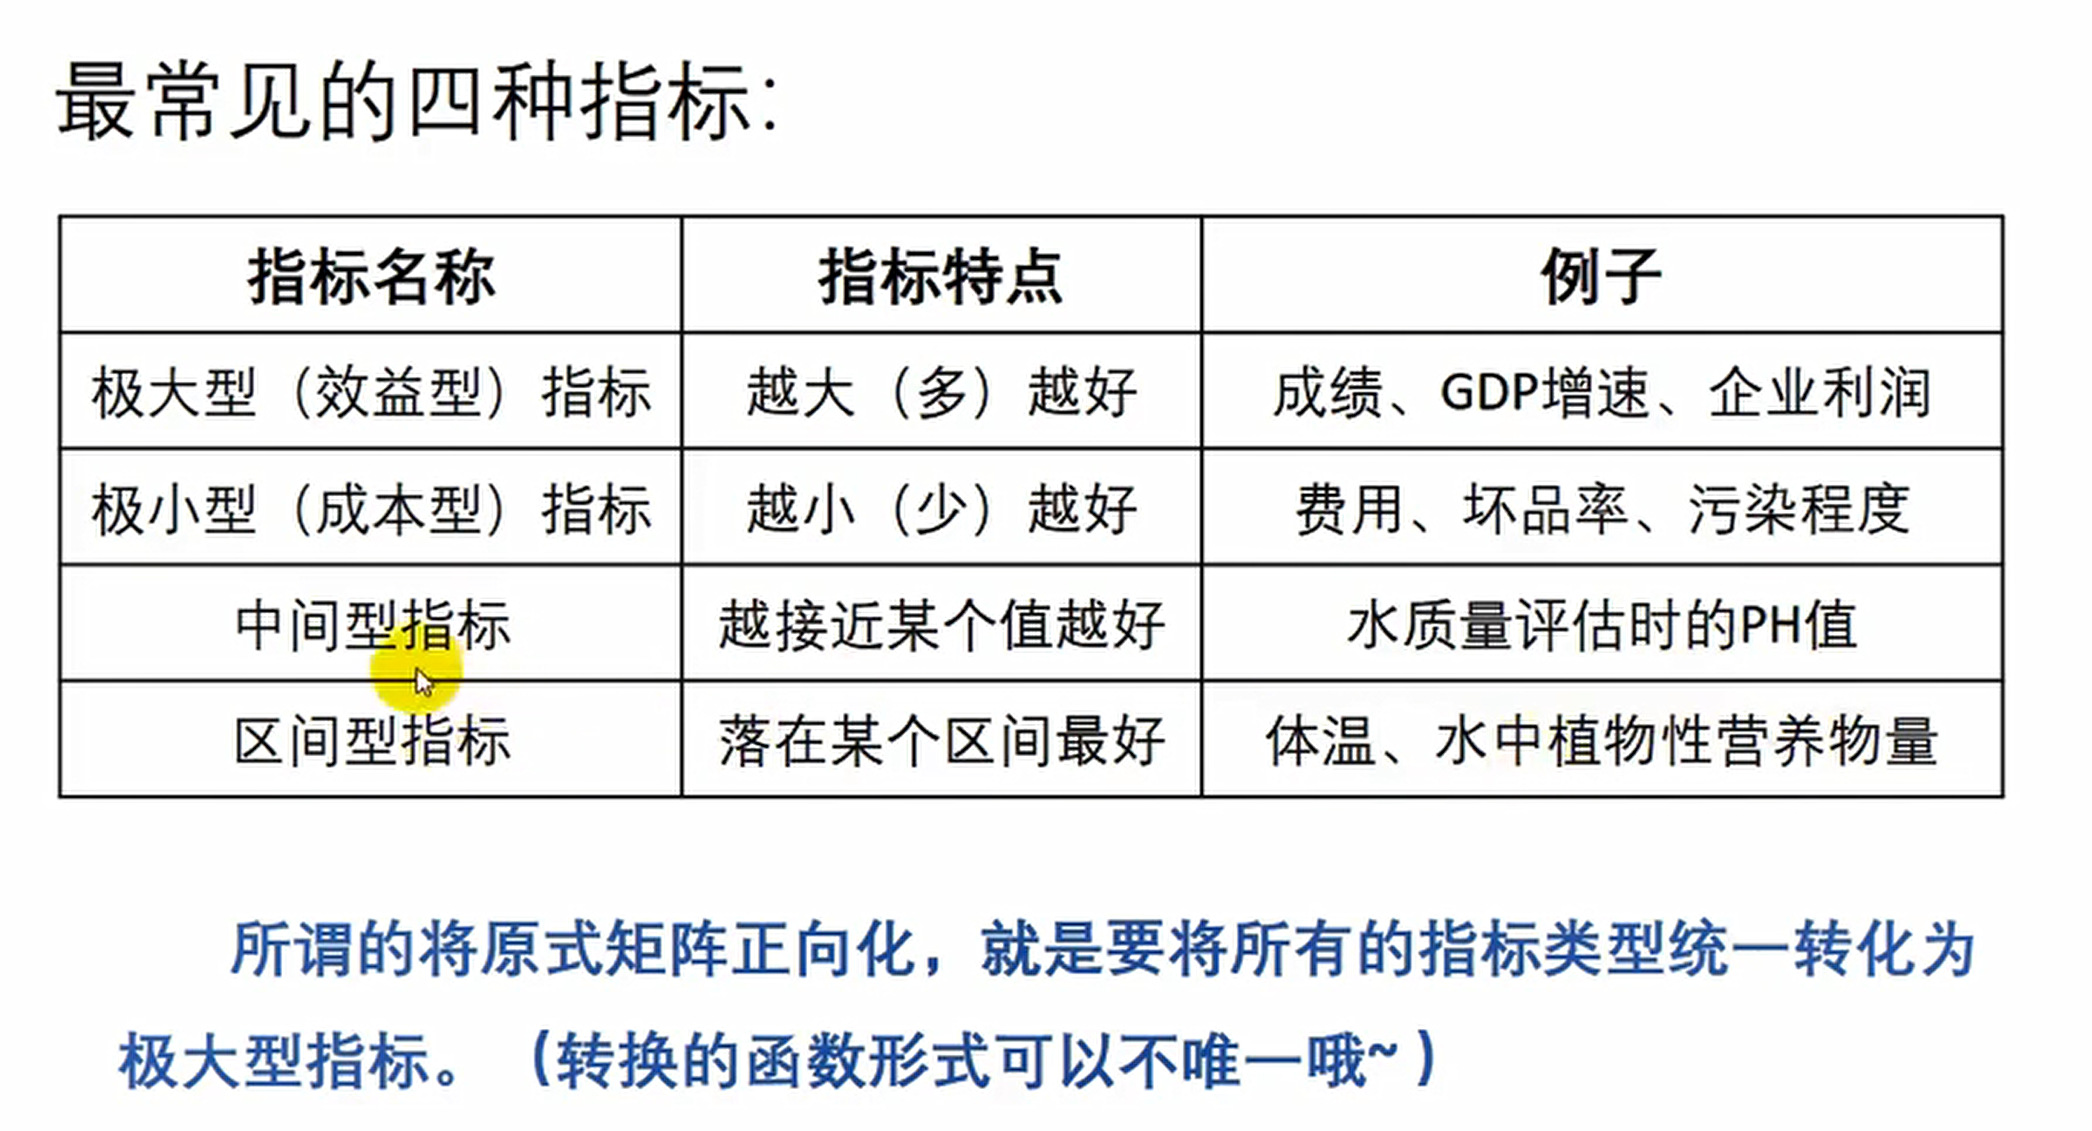 最常见的四种指标：
指标名称 指标特点 例子
极大型（效益型）指标 越大（多）越好 成绩、GDP增速、企业利润
极小型（成本型）指标 越小（少）越好 费用、坏品率、污染程度
中间型指标 越接近某个值越好 水质量评估时的PH值
区间型指标 落在某个区间最好 体温、水中植物性营养物量
所谓的将原式矩阵正向化，就是要将所有的指标类型统一转化为
极大型指标。（转换的函数形式可以不唯一哦~）